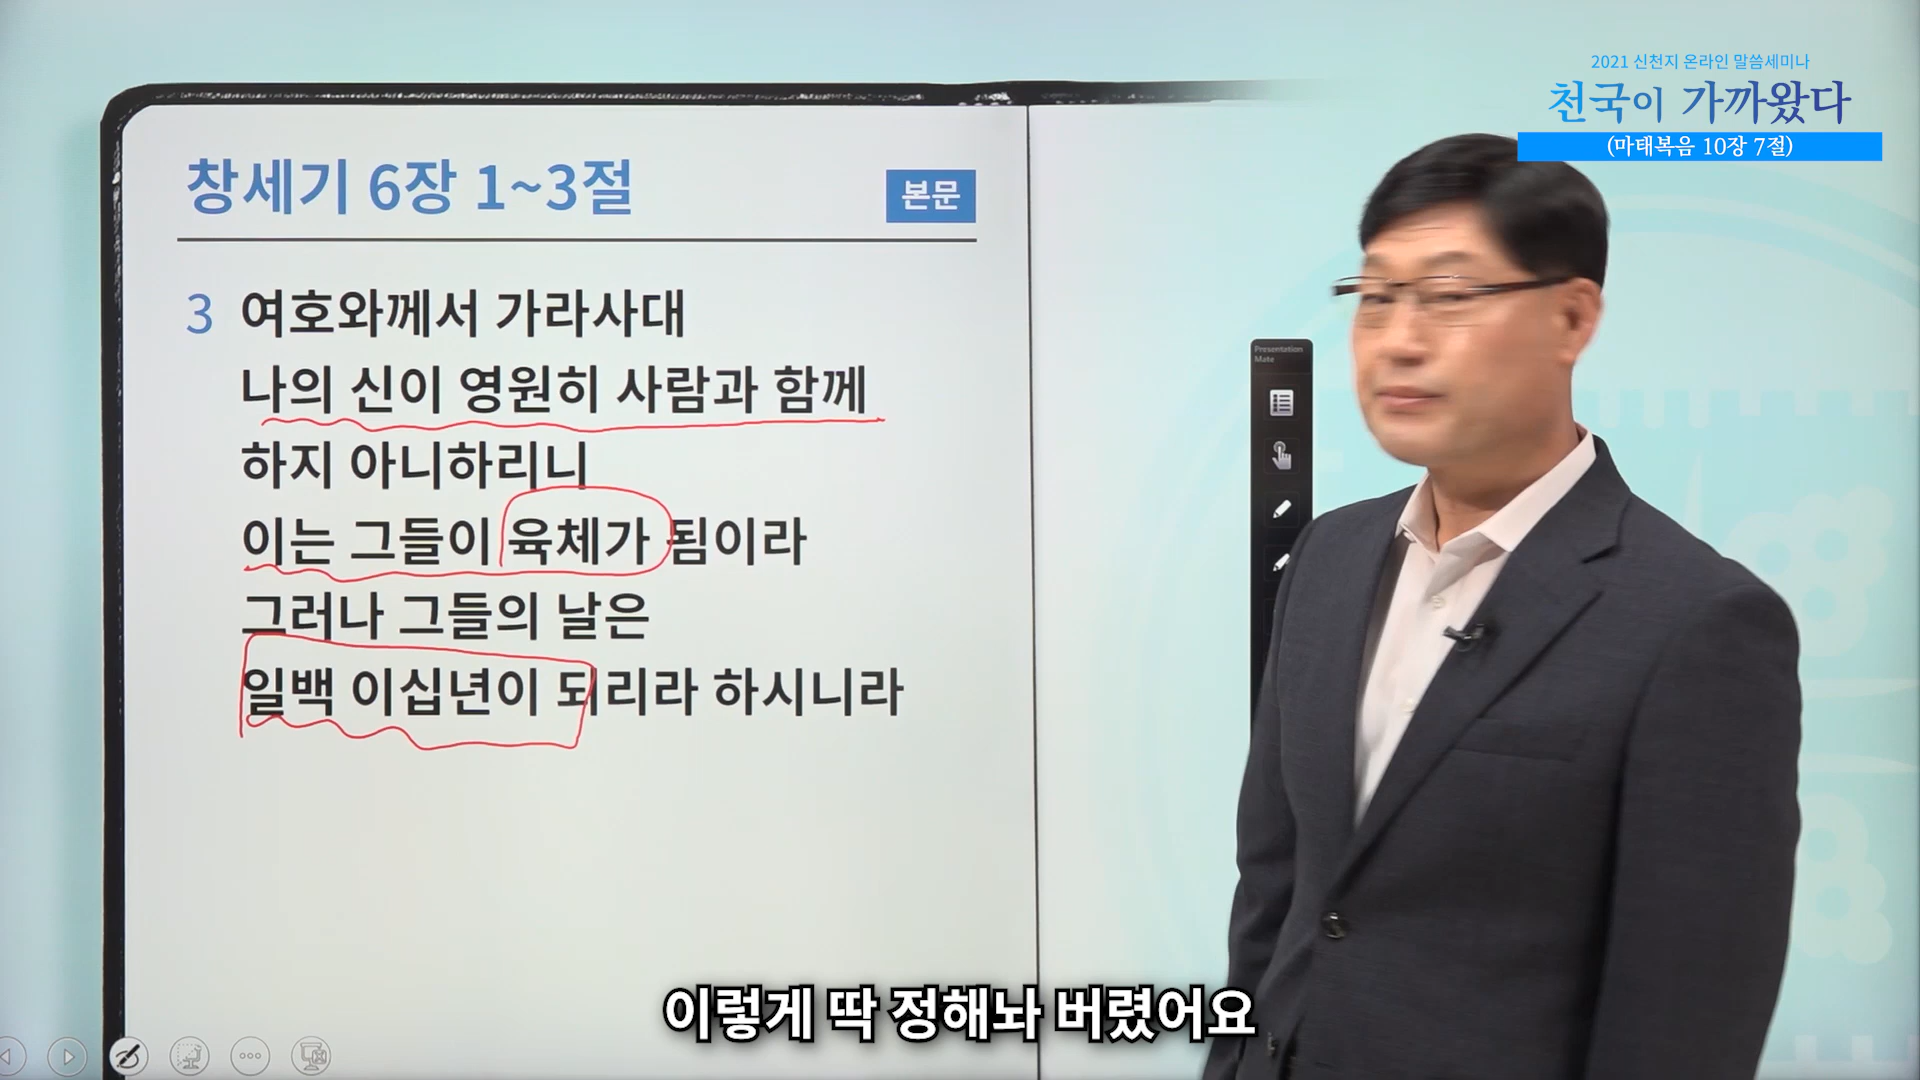 2021 신천지 온라인 말씀세미나
천국이 가까왔다
(마태복음 10장 7절)
창세기 6장 1~3절
본문
3 여호와께서 가라사대
나의 신이 영원히 사람과 함께
하지 아니하리니
이는 그들이 육체가 됨이라
그러나 그들의 날은
일백 이십년이 되리라 하시니라
Presentation
Mate
이렇게 딱 정해놔 버렸어요